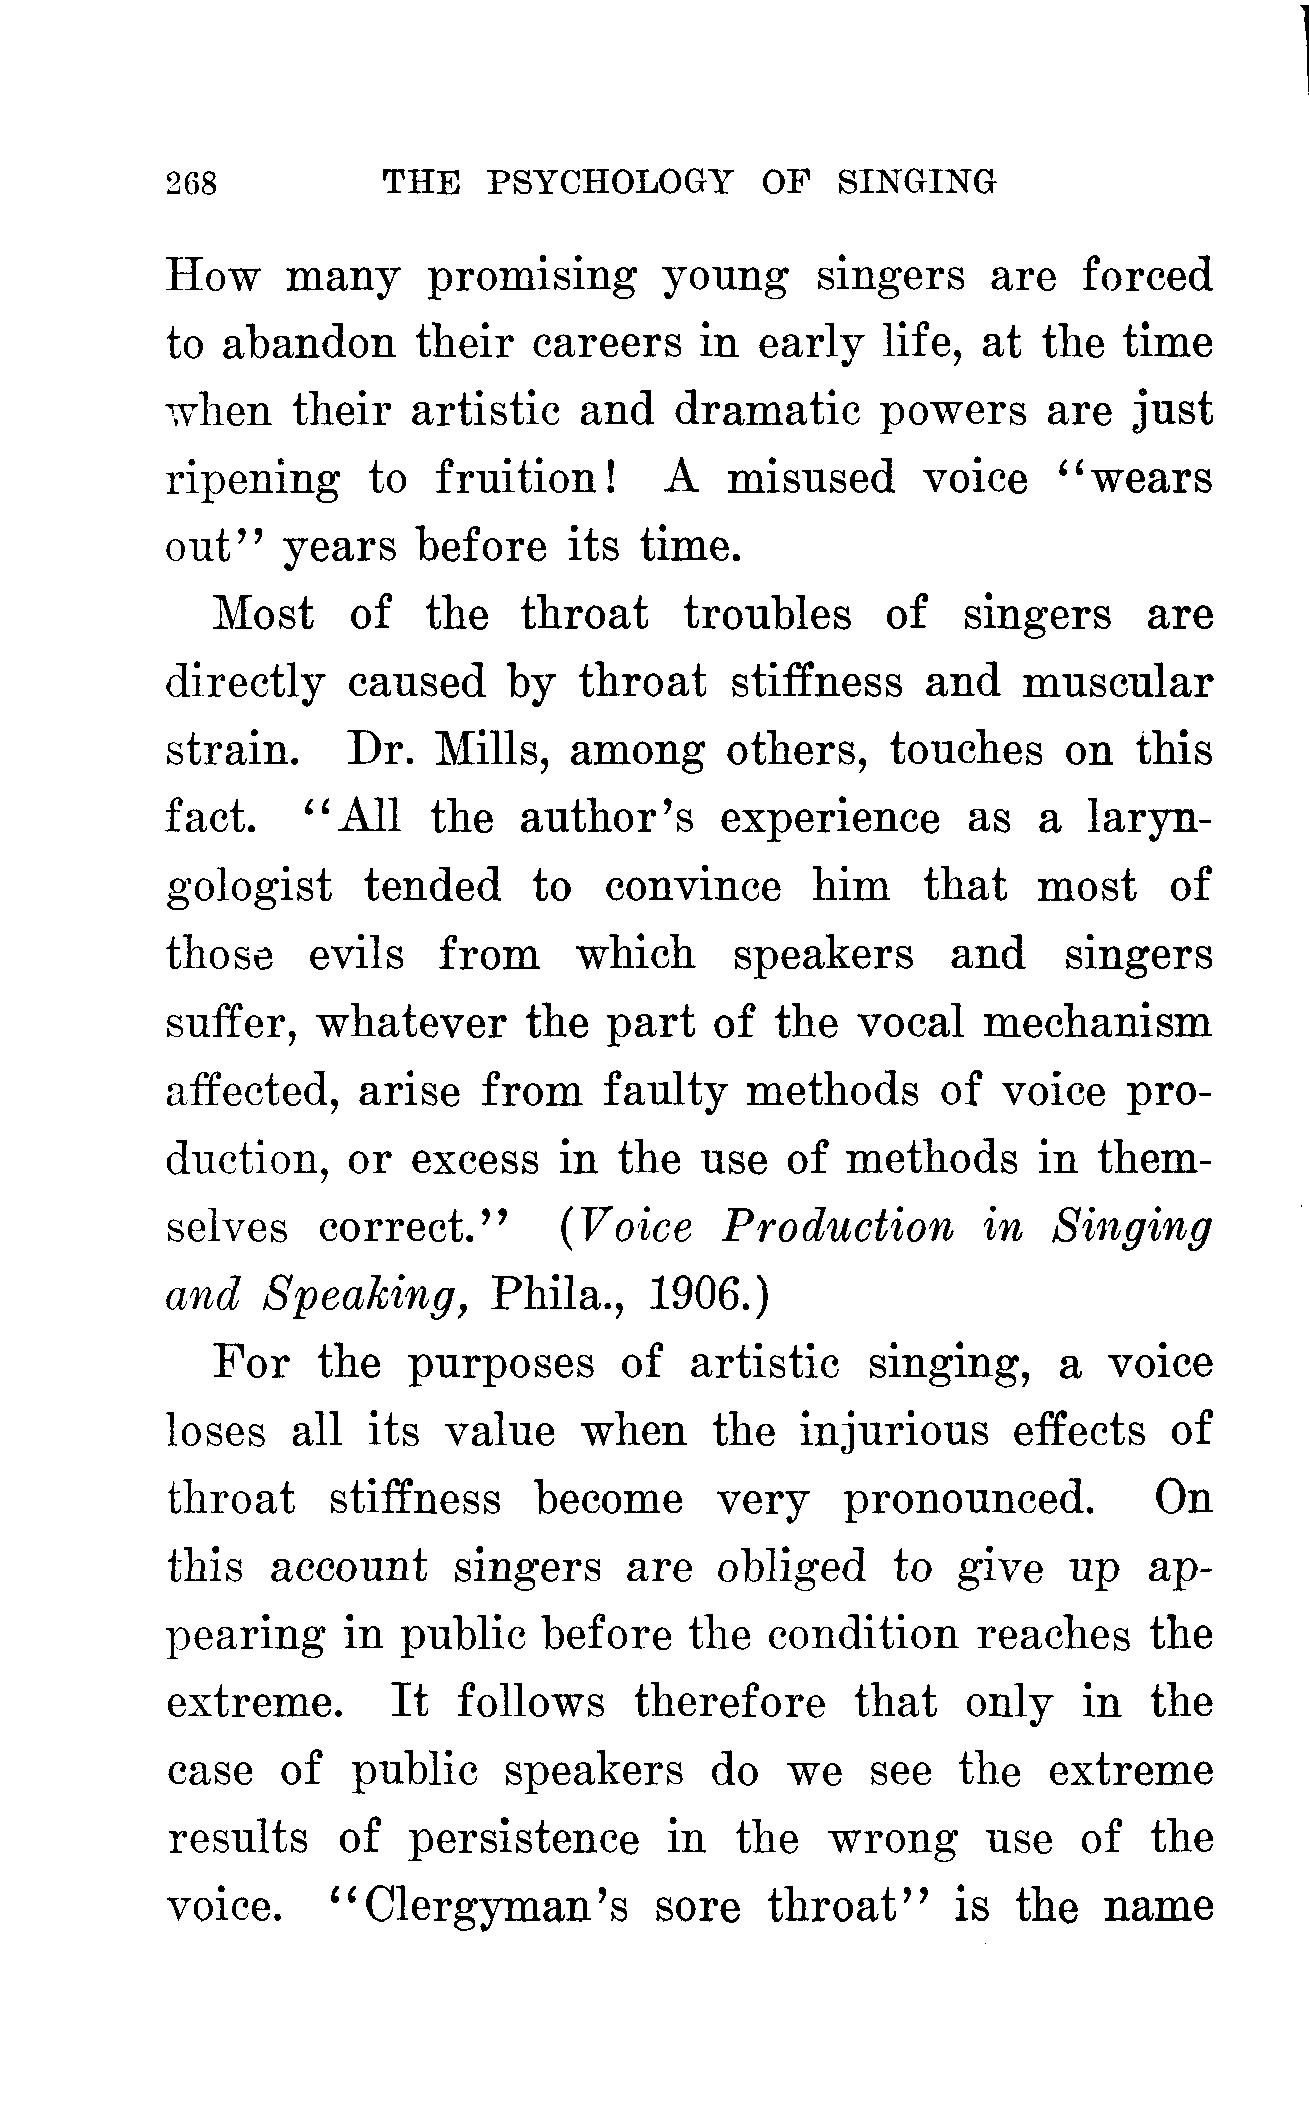 268 THE PSYCHOLOGY OF SINGING
How many promising young singers are forced
to abandon their careers in early life, at the time
when their artistic and dramatic powers are just
ripening to fruition! A misused voice "wears
out" years before its time.
Most of the throat troubles of singers are
directly caused by throat stiffness and muscular
strain. Dr. Mills, among others, touches on this
fact. "All the author's experience as a laryn-
gologist tended to convince him that most of
those evils from which speakers and singers
suffer, whatever the part of the vocal mechanism
affected, arise from faulty methods of voice pro-
duction, or excess in the use of methods in them-
selves correct." (Voice Production in Singing
and Speaking, Phila., 1906.)
For the purposes of artistic singing, a voice
loses all its value when the injurious effects of
throat stiffness become very pronounced. On
this account singers are obliged to give up ap-
pearing in public before the condition reaches the
extreme. It follows therefore that only in the
case of public speakers do we see the extreme
results of persistence in the wrong use of the
voice. "Clergyman's sore throat" is the name